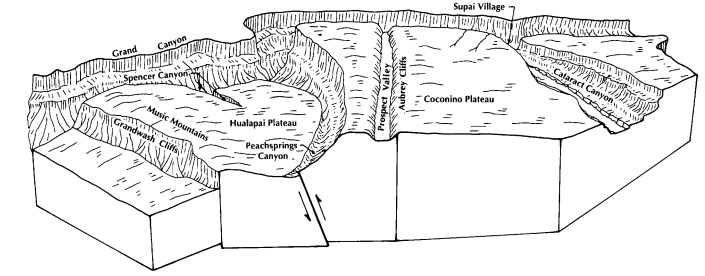 Supai Village
Grand Canyon
Spencer Canyon
Cataract Canyon
Prospect Valley
Aubrey Cliffs
Coconino Plateau
Music Mountains
Hualapai Plateau
Grandwash Cliffs
Peachsprings
Canyon